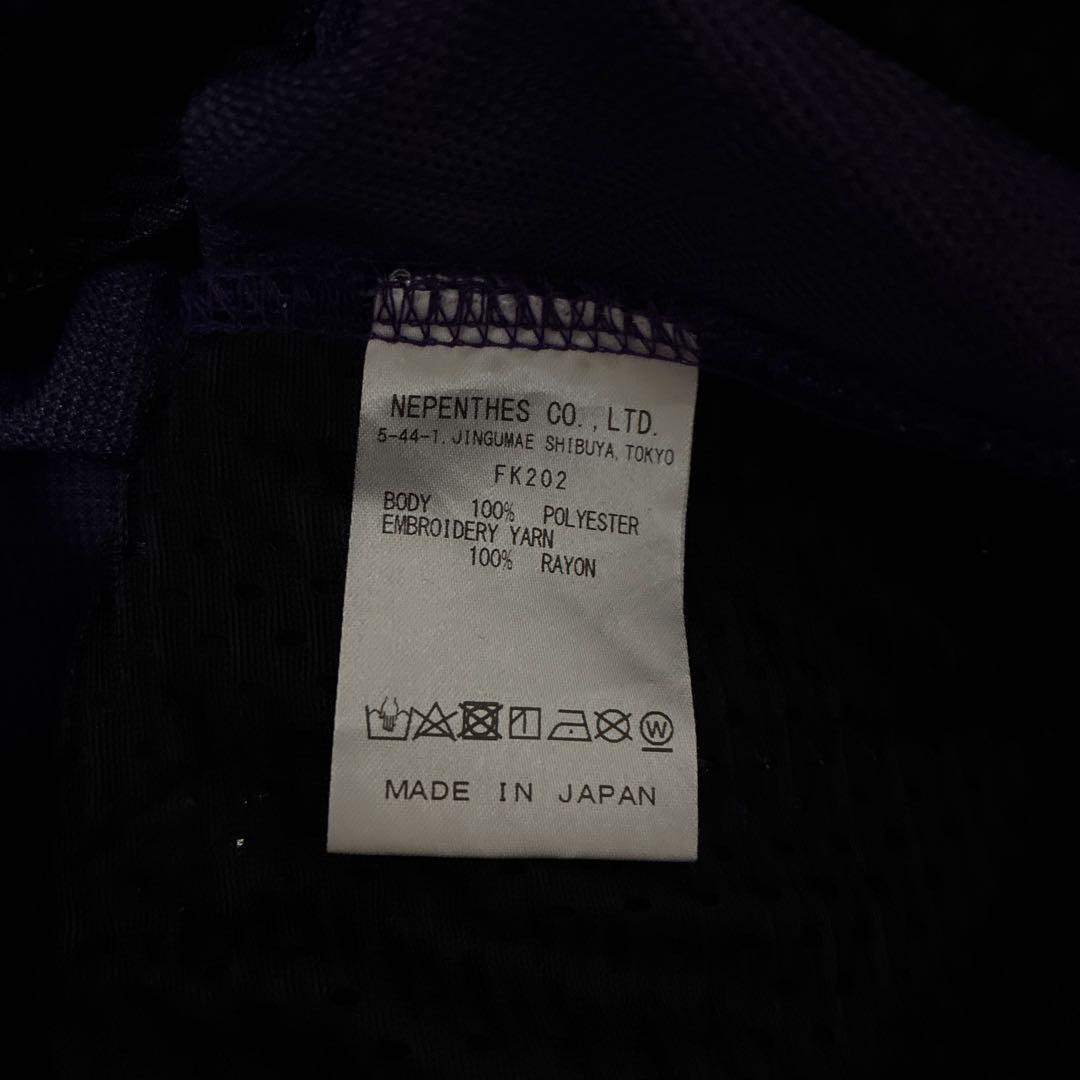 NEPENTHES CO.,LTD.
5-44-1, JINGUMAE SHIBUYA, TOKYO
FK202
BODY 100% POLYESTER
EMBROIDERY YARN
100% RAYON
W
MADE IN JAPAN